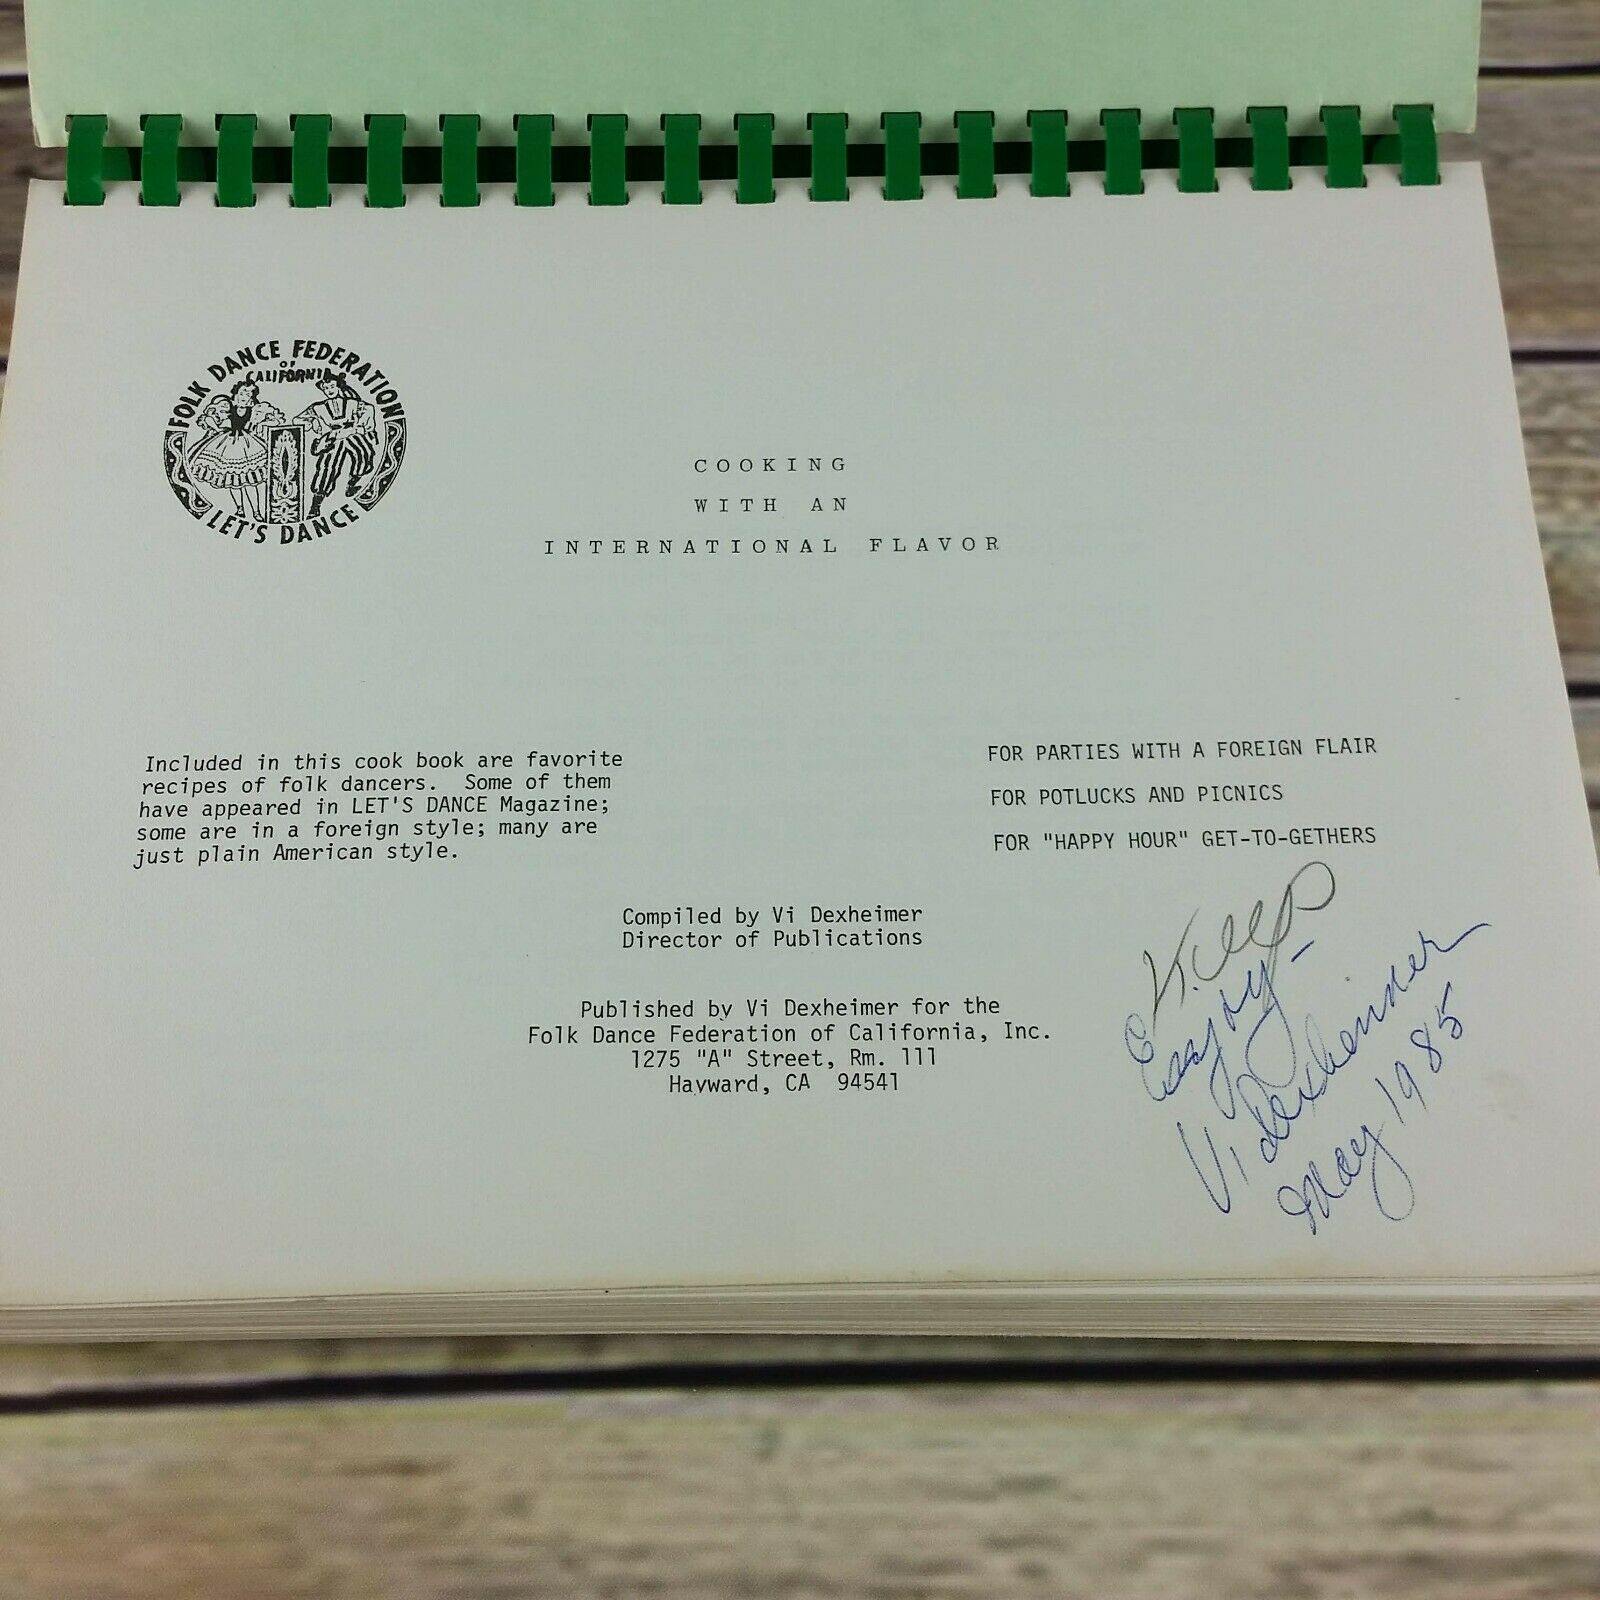 FOLK DANCE FEDERATION
OF
CALIFORNIA
LET'S DANCE
COOKING
WITH AN
INTERNATIONAL FLAVOR
Included in this cook book are favorite
recipes of folk dancers. Some of them
have appeared in LET'S DANCE Magazine;
some are in a foreign style; many are
just plain American style.
FOR PARTIES WITH A FOREIGN FLAIR
FOR POTLUCKS AND PICNICS
FOR "HAPPY HOUR" GET-TO-GETHERS
Compiled by Vi Dexheimer
Director of Publications
Published by Vi Dexheimer for the
Folk Dance Federation of California, Inc.
1275 "A" Street, Rm. 111
Hayward, CA 94541
Enjoy -
Vi Dexheimer
May 1985